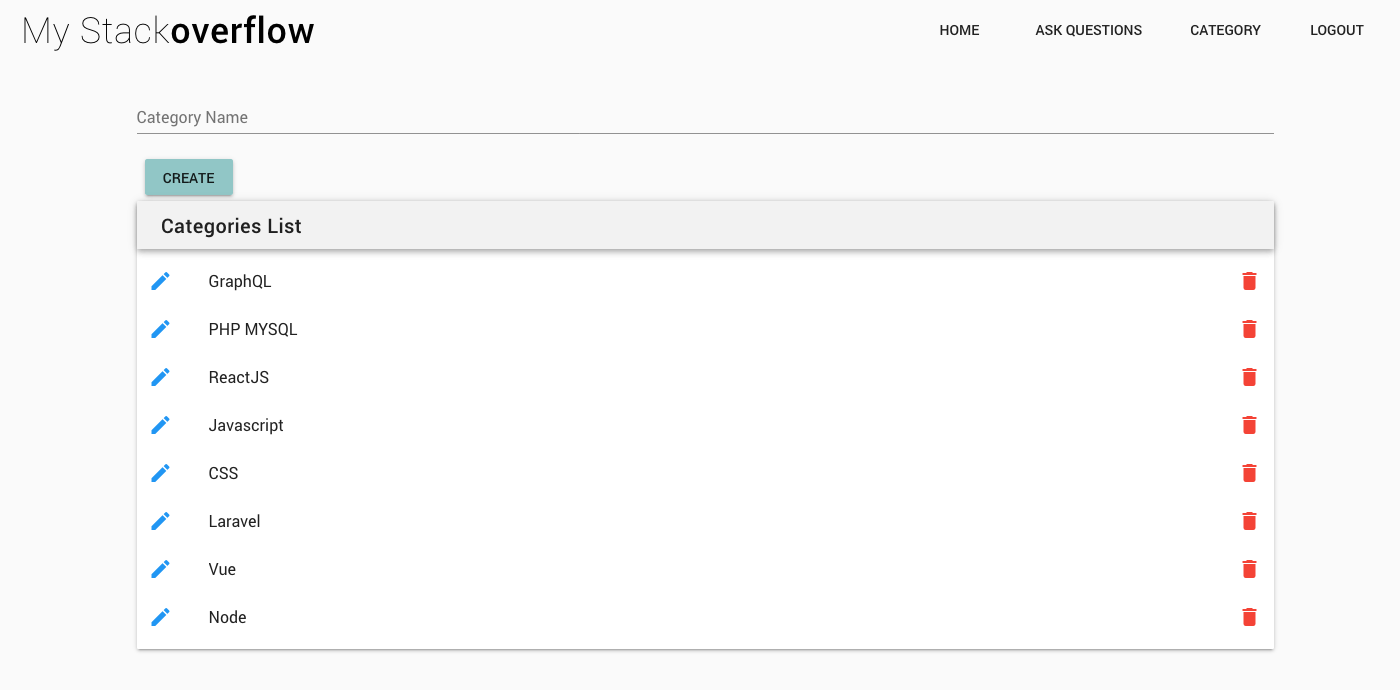 My Stackoverflow
HOME ASK QUESTIONS CATEGORY LOGOUT
Category Name
CREATE
Categories List
GraphQL
PHP MYSQL
ReactJS
Javascript
CSS
Laravel
Vue
Node